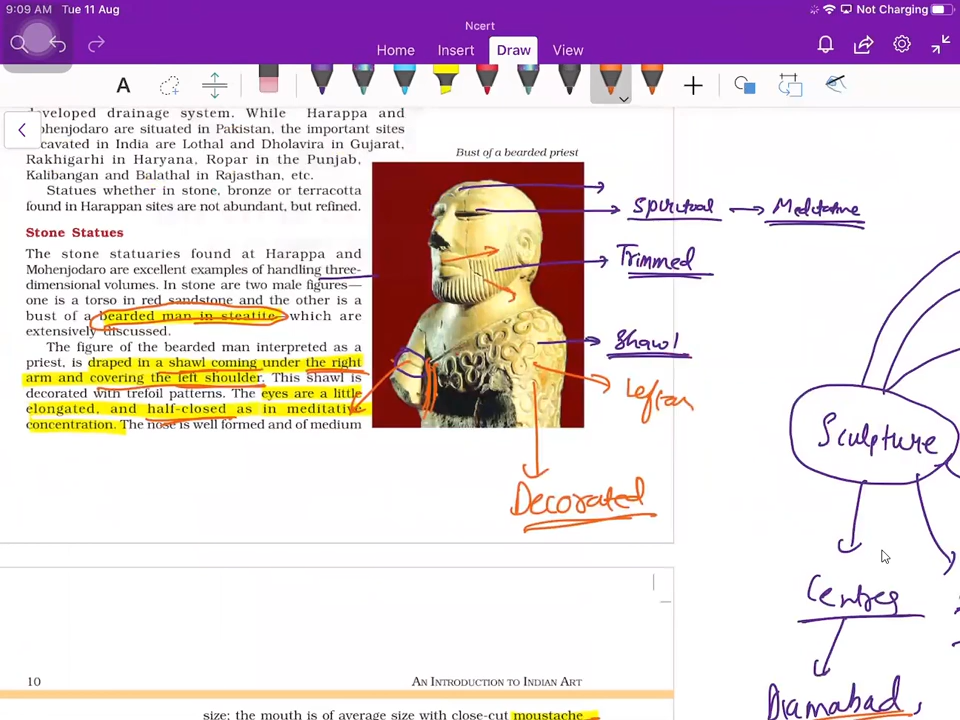 9:09 AM Tue 11 Aug
Not Charging
Ncert
Home Insert Draw View
developed drainage system. While Harappa and
Mohenjodaro are situated in Pakistan, the important sites
excavated in India are Lothal and Dholavira in Gujarat,
Rakhigarhi in Haryana, Ropar in the Punjab,
Kalibangan and Balathal in Rajasthan, etc.
Statues whether in stone, bronze or terracotta
found in Harappan sites are not abundant, but refined.
Stone Statues
The stone statuaries found at Harappa and
Mohenjodaro are excellent examples of handling three-
dimensional volumes. In stone are two male figures—
one is a torso in red sandstone and the other is a
bust of a bearded man in steatite which are
extensively discussed.
The figure of the bearded man interpreted as a
priest, is draped in a shawl coming under the right
arm and covering the left shoulder. This shawl is
decorated with trefoil patterns. The eyes are a little
elongated, and half-closed as in meditative
concentration. The nose is well formed and of medium
Bust of a bearded priest
Spiritual → Meditative
Trimmed
Shawl
Decorated
Sculpture
Centres
10
AN INTRODUCTION TO INDIAN ART
size; the mouth is of average size with close-cut moustache